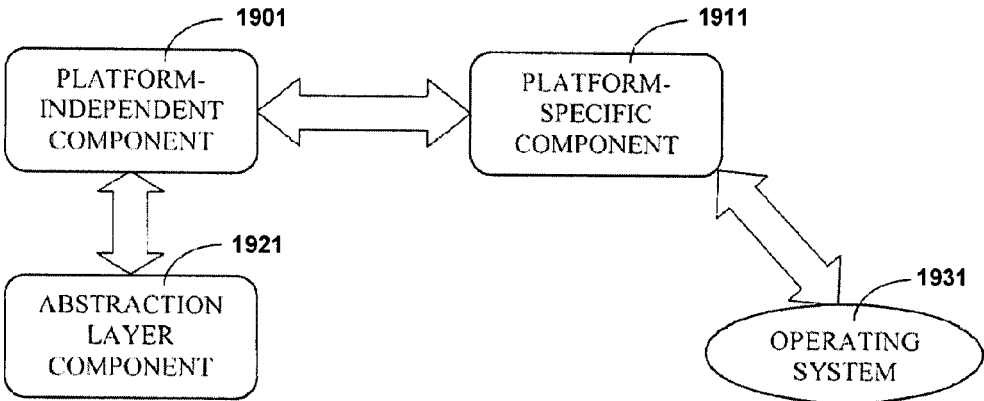 1901
PLATFORM-
INDEPENDENT
COMPONENT
1911
PLATFORM-
SPECIFIC
COMPONENT
1921
ABSTRACTION
LAYER
COMPONENT
1931
OPERATING
SYSTEM